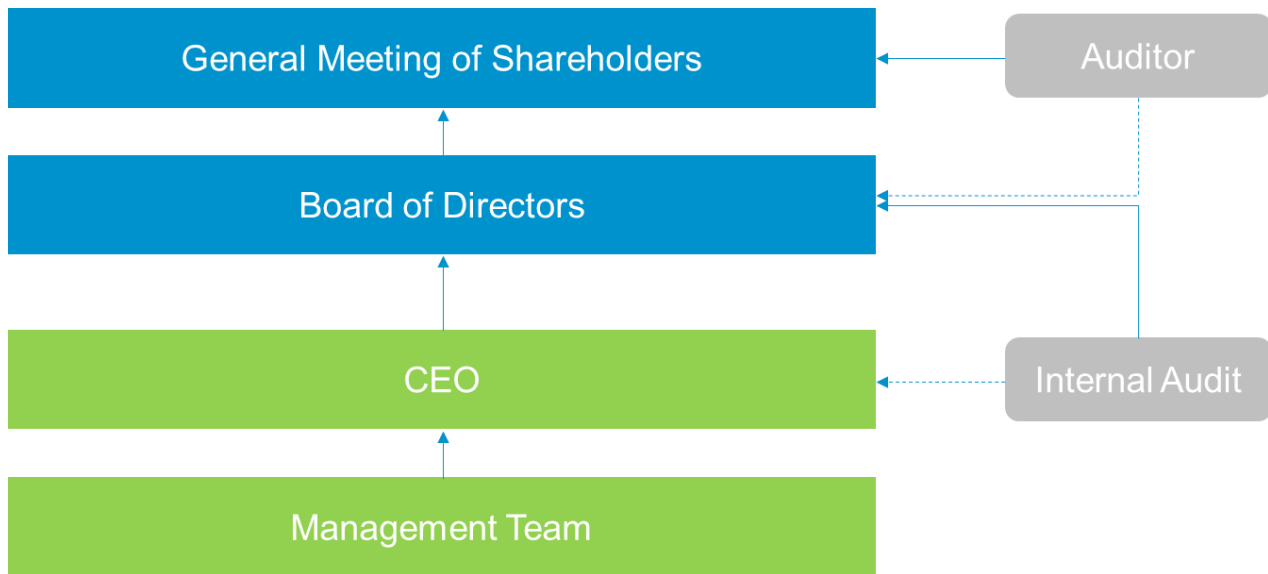 General Meeting of Shareholders
Auditor
Board of Directors
CEO
Internal Audit
Management Team